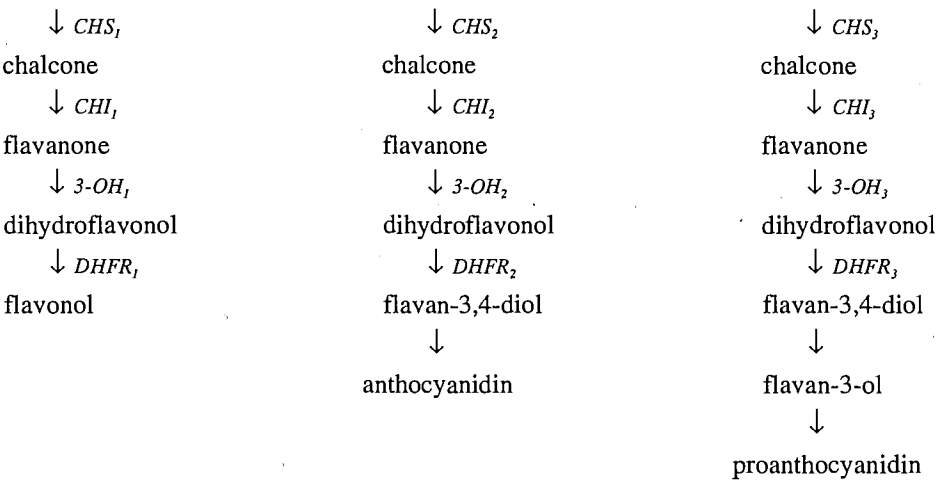 ↓ CHS₁ ↓ CHS₂ ↓ CHS₃
chalcone chalcone chalcone
↓ CHI₁ ↓ CHI₂ ↓ CHI₃
flavanone flavanone flavanone
↓ 3-OH₁ ↓ 3-OH₂ ↓ 3-OH₃
dihydroflavonol dihydroflavonol dihydroflavonol
↓ DHFR₁ ↓ DHFR₂ ↓ DHFR₃
flavonol flavan-3,4-diol flavan-3,4-diol
↓ ↓
anthocyanidin flavan-3-ol
↓
proanthocyanidin